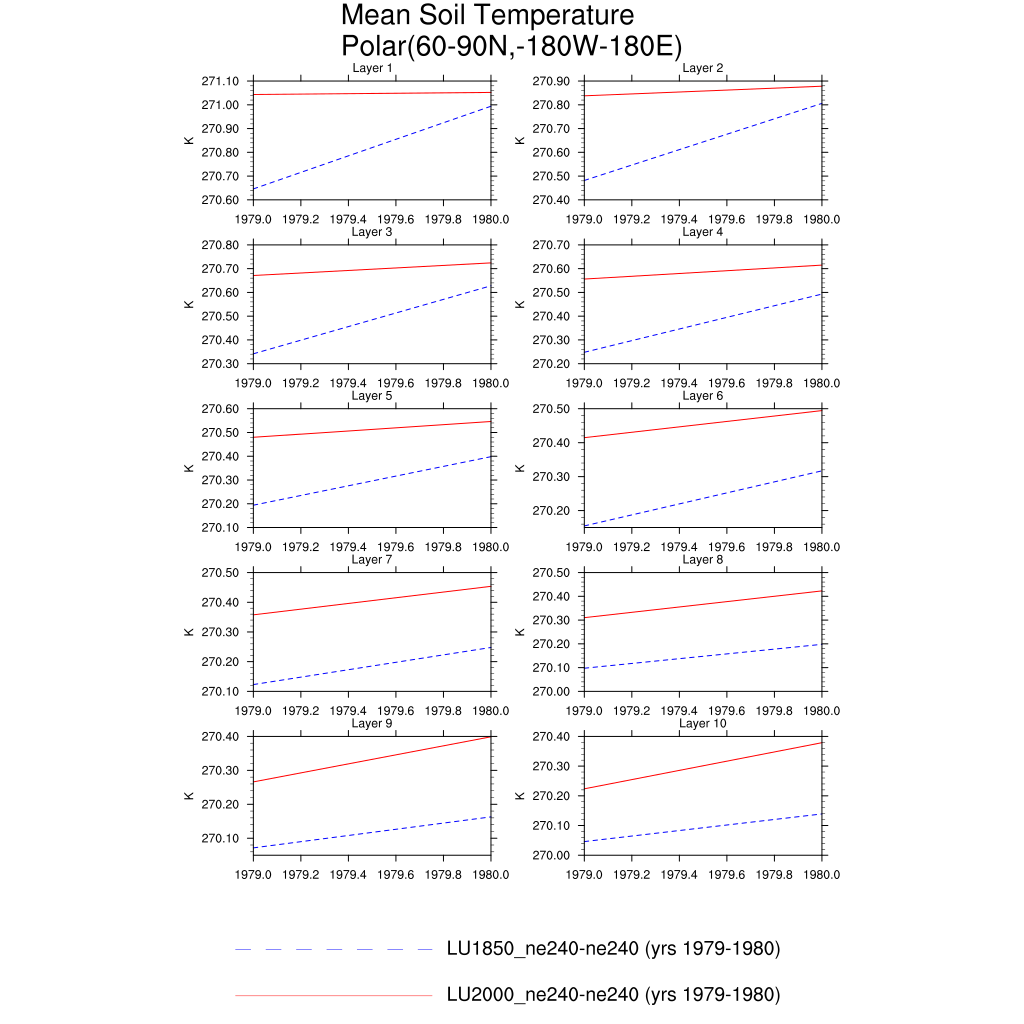 Mean Soil Temperature
Polar(60-90N,-180W-180E)
Layer 1
271.10
271.00
270.90
270.80
270.70
270.60
K
1979.0 1979.2 1979.4 1979.6 1979.8 1980.0
Layer 2
270.90
270.80
270.70
270.60
270.50
270.40
K
1979.0 1979.2 1979.4 1979.6 1979.8 1980.0
Layer 3
270.80
270.70
270.60
270.50
270.40
270.30
K
1979.0 1979.2 1979.4 1979.6 1979.8 1980.0
Layer 4
270.70
270.60
270.50
270.40
270.30
270.20
K
1979.0 1979.2 1979.4 1979.6 1979.8 1980.0
Layer 5
270.60
270.50
270.40
270.30
270.20
270.10
K
1979.0 1979.2 1979.4 1979.6 1979.8 1980.0
Layer 6
270.50
270.40
270.30
270.20
K
1979.0 1979.2 1979.4 1979.6 1979.8 1980.0
Layer 7
270.50
270.40
270.30
270.20
270.10
K
1979.0 1979.2 1979.4 1979.6 1979.8 1980.0
Layer 8
270.50
270.40
270.30
270.20
270.10
270.00
K
1979.0 1979.2 1979.4 1979.6 1979.8 1980.0
Layer 9
270.40
270.30
270.20
270.10
K
1979.0 1979.2 1979.4 1979.6 1979.8 1980.0
Layer 10
270.40
270.30
270.20
270.10
270.00
K
1979.0 1979.2 1979.4 1979.6 1979.8 1980.0
LU1850_ne240-ne240 (yrs 1979-1980)
LU2000_ne240-ne240 (yrs 1979-1980)